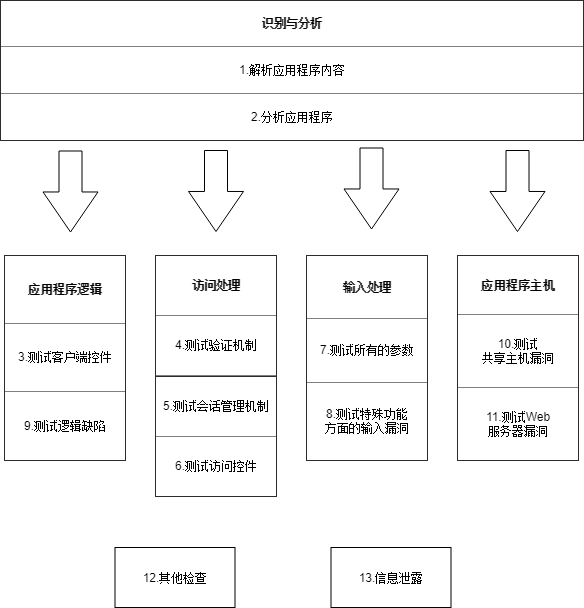 识别与分析
1.解析应用程序内容
2.分析应用程序
应用程序逻辑
3.测试客户端控件
9.测试逻辑缺陷
访问处理
4.测试验证机制
5.测试会话管理机制
6.测试访问控件
输入处理
7.测试所有的参数
8.测试特殊功能
方面的输入漏洞
应用程序主机
10.测试
共享主机漏洞
11.测试Web
服务器漏洞
12.其他检查
13.信息泄露